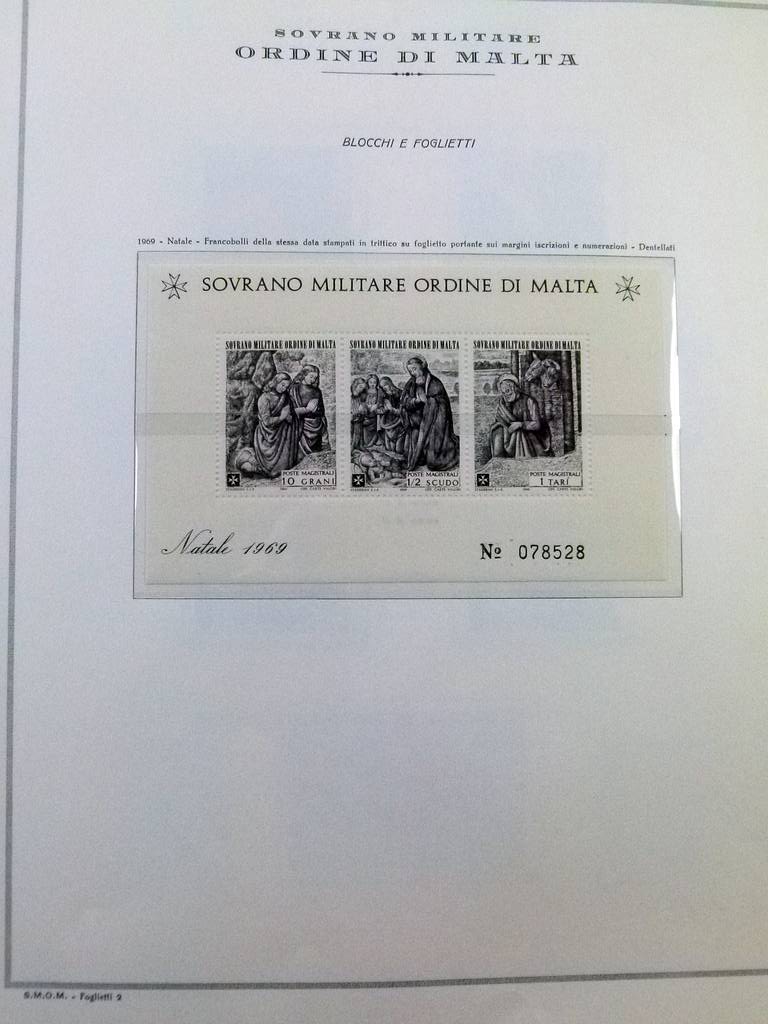 SOVRANO MILITARE
ORDINE DI MALTA
BLOCCHI E FOGLIETTI
1969 - Natale - Francobolli della stessa data stampati in trittico su foglietto portante sui margini iscrizioni e numerazioni - Dentellati
SOVRANO MILITARE ORDINE DI MALTA
SOVRANO MILITARE ORDINE DI MALTA
POSTE MAGISTRALI
10 GRANI
SOVRANO MILITARE ORDINE DI MALTA
POSTE MAGISTRALI
1/2 SCUDO
SOVRANO MILITARE ORDINE DI MALTA
POSTE MAGISTRALI
1 TARÌ
Natale 1969
Nº 078528
S.M.O.M. - Foglietti 2